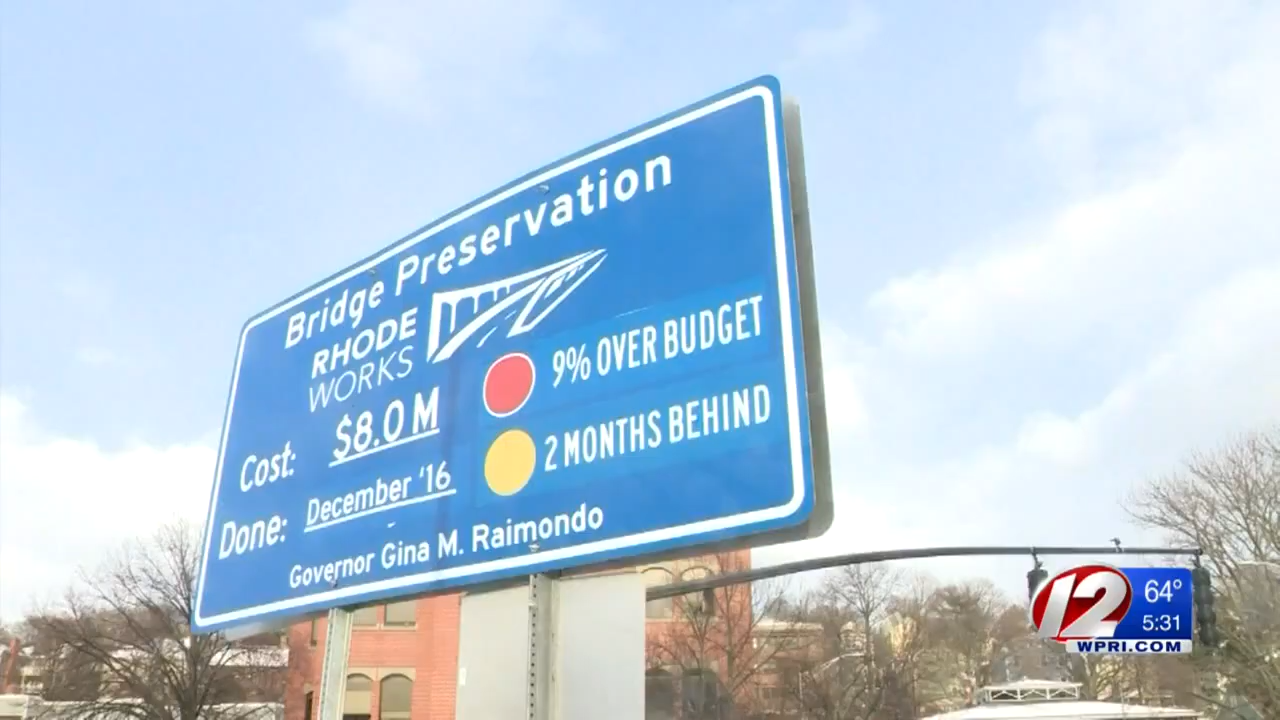 Bridge Preservation
RHODE
WORKS
Cost: $8.0 M
Done: December '16
9% OVER BUDGET
2 MONTHS BEHIND
Governor Gina M. Raimondo
12
64°
5:31
WPRI.COM